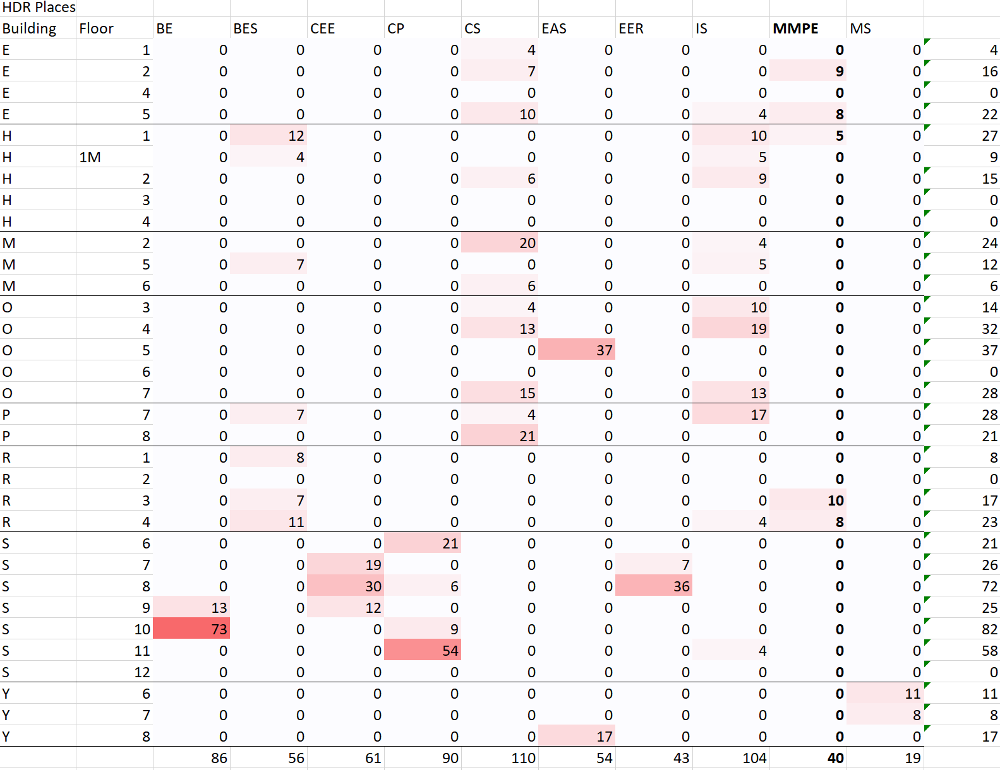 HDR Places
Building Floor BE BES CEE CP CS EAS EER IS MMPE MS
E 1 0 0 0 0 4 0 0 0 0 0 4
E 2 0 0 0 0 7 0 0 0 9 0 16
E 4 0 0 0 0 0 0 0 0 0 0 0
E 5 0 0 0 0 10 0 0 4 8 0 22
H 1 0 12 0 0 0 0 0 10 5 0 27
H 1M 0 4 0 0 0 0 0 5 0 0 9
H 2 0 0 0 0 6 0 0 9 0 0 15
H 3 0 0 0 0 0 0 0 0 0 0 0
H 4 0 0 0 0 0 0 0 0 0 0 0
M 2 0 0 0 0 20 0 0 4 0 0 24
M 5 0 7 0 0 0 0 0 5 0 0 12
M 6 0 0 0 0 6 0 0 0 0 0 6
O 3 0 0 0 0 4 0 0 10 0 0 14
O 4 0 0 0 0 13 0 0 19 0 0 32
O 5 0 0 0 0 0 37 0 0 0 0 37
O 6 0 0 0 0 0 0 0 0 0 0 0
O 7 0 0 0 0 15 0 0 13 0 0 28
P 7 0 7 0 0 4 0 0 17 0 0 28
P 8 0 0 0 0 21 0 0 0 0 0 21
R 1 0 8 0 0 0 0 0 0 0 0 8
R 2 0 0 0 0 0 0 0 0 0 0 0
R 3 0 7 0 0 0 0 0 0 10 0 17
R 4 0 11 0 0 0 0 0 4 8 0 23
S 6 0 0 0 21 0 0 0 0 0 0 21
S 7 0 0 19 0 0 0 7 0 0 0 26
S 8 0 0 30 6 0 0 36 0 0 0 72
S 9 13 0 12 0 0 0 0 0 0 0 25
S 10 73 0 0 9 0 0 0 0 0 0 82
S 11 0 0 0 54 0 0 0 4 0 0 58
S 12 0 0 0 0 0 0 0 0 0 0 0
Y 6 0 0 0 0 0 0 0 0 0 11 11
Y 7 0 0 0 0 0 0 0 0 0 8 8
Y 8 0 0 0 0 0 17 0 0 0 0 17
86 56 61 90 110 54 43 104 40 19